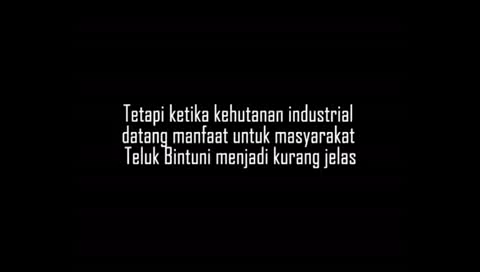 Tetapi ketika kehutanan industrial
datang manfaat untuk masyarakat
Teluk Bintuni menjadi kurang jelas